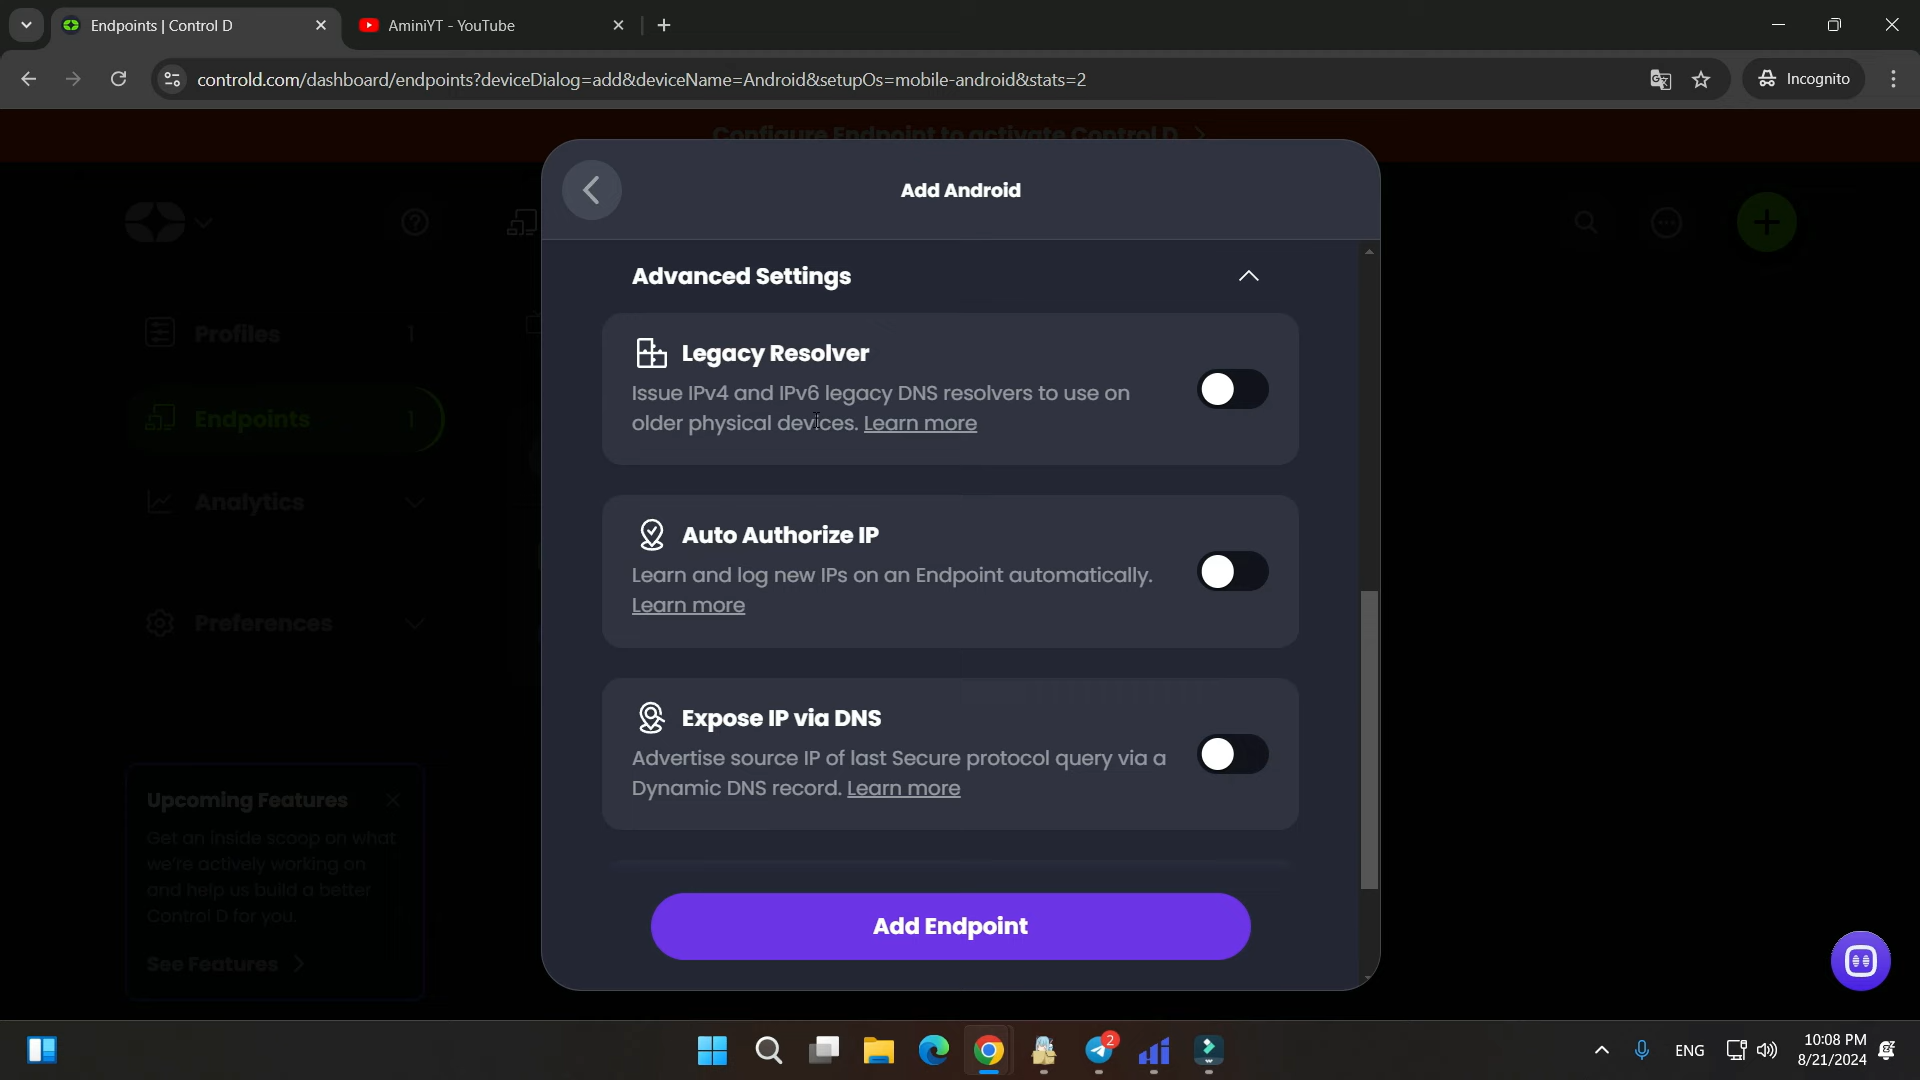 Endpoints | Control D
AminiYT - YouTube
controld.com/dashboard/endpoints?deviceDialog=add&deviceName=Android&setupOs=mobile-android&stats=2
Incognito
Configure Endpoint to activate Control D
Add Android
Profiles 1
Endpoints 1
Analytics
Preferences
Upcoming Features
Get an inside scoop on what
we're actively working on
and help us build a better
Control D for you.
See Features
Advanced Settings
Legacy Resolver
Issue IPv4 and IPv6 legacy DNS resolvers to use on
older physical devices. Learn more
Auto Authorize IP
Learn and log new IPs on an Endpoint automatically.
Learn more
Expose IP via DNS
Advertise source IP of last Secure protocol query via a
Dynamic DNS record. Learn more
Add Endpoint
2
ENG
10:08 PM
8/21/2024